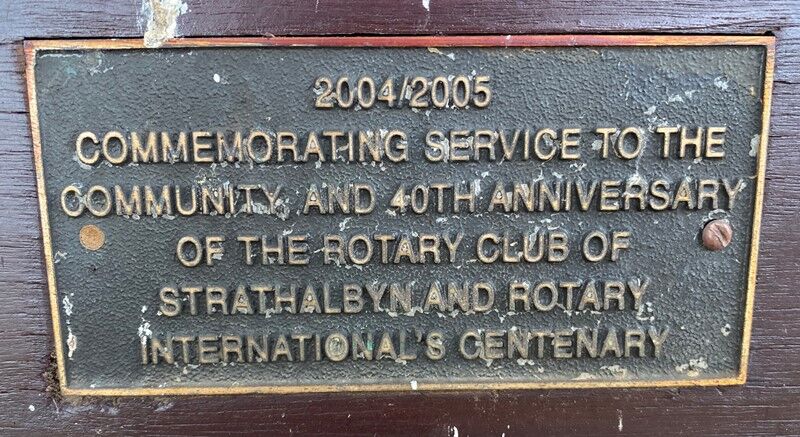 2004/2005
COMMEMORATING SERVICE TO THE
COMMUNITY, AND 40TH ANNIVERSARY
OF THE ROTARY CLUB OF
STRATHALBYN AND ROTARY
INTERNATIONAL'S CENTENARY